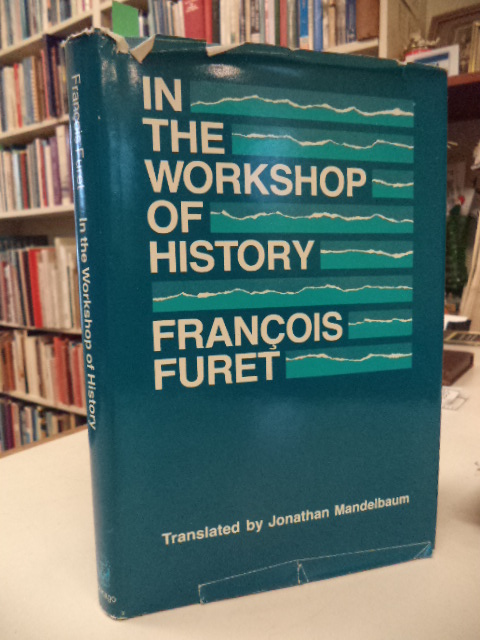 IN
THE
WORKSHOP
OF
HISTORY
FRANÇOIS
FURET
Translated by Jonathan Mandelbaum
François Furet In the Workshop of History